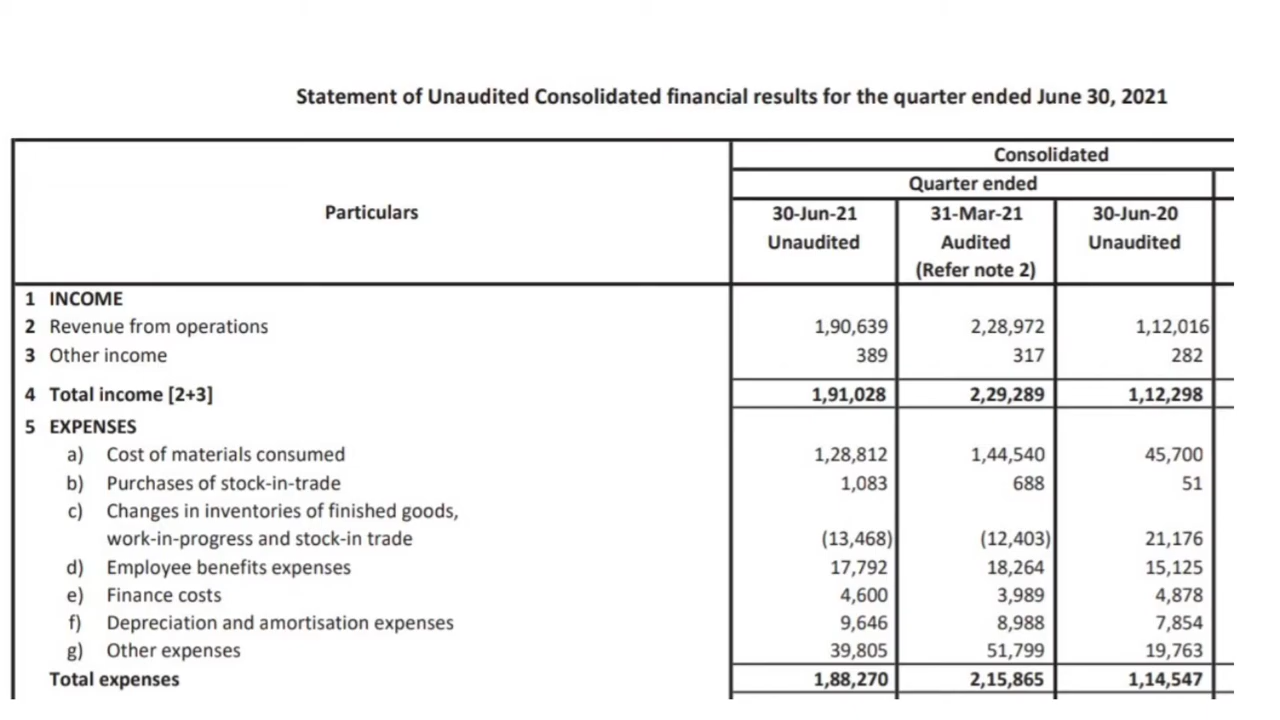 Statement of Unaudited Consolidated financial results for the quarter ended June 30, 2021
Consolidated
Quarter ended
Particulars 30-Jun-21 31-Mar-21 30-Jun-20
Unaudited Audited Unaudited
(Refer note 2)
1 INCOME
2 Revenue from operations 1,90,639 2,28,972 1,12,016
3 Other income 389 317 282
4 Total income [2+3] 1,91,028 2,29,289 1,12,298
5 EXPENSES
a) Cost of materials consumed 1,28,812 1,44,540 45,700
b) Purchases of stock-in-trade 1,083 688 51
c) Changes in inventories of finished goods,
work-in-progress and stock-in trade (13,468) (12,403) 21,176
d) Employee benefits expenses 17,792 18,264 15,125
e) Finance costs 4,600 3,989 4,878
f) Depreciation and amortisation expenses 9,646 8,988 7,854
g) Other expenses 39,805 51,799 19,763
Total expenses 1,88,270 2,15,865 1,14,547